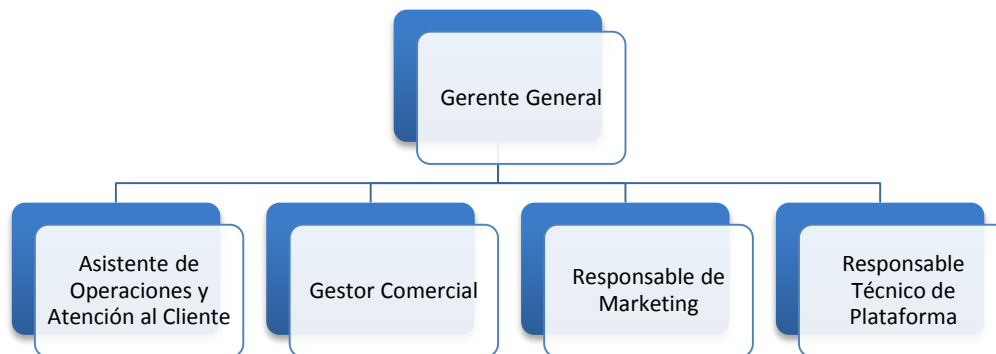 Gerente General
Asistente de
Operaciones y
Atención al Cliente
Gestor Comercial
Responsable de
Marketing
Responsable
Técnico de
Plataforma